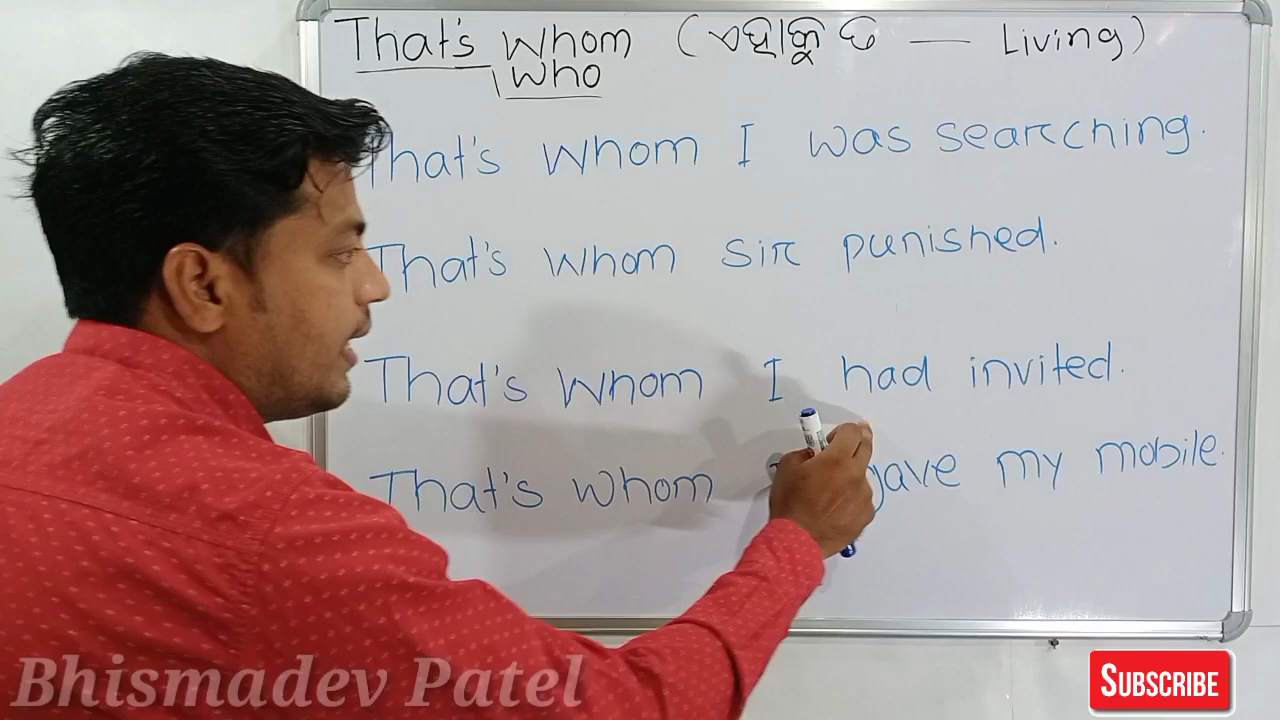 That's whom (ଏହାକୁ ତ — Living)
\ Who
That's whom I was searching.
That's whom sir punished.
That's whom I had invited.
That's whom gave my mobile.
Bhismadev Patel
SUBSCRIBE